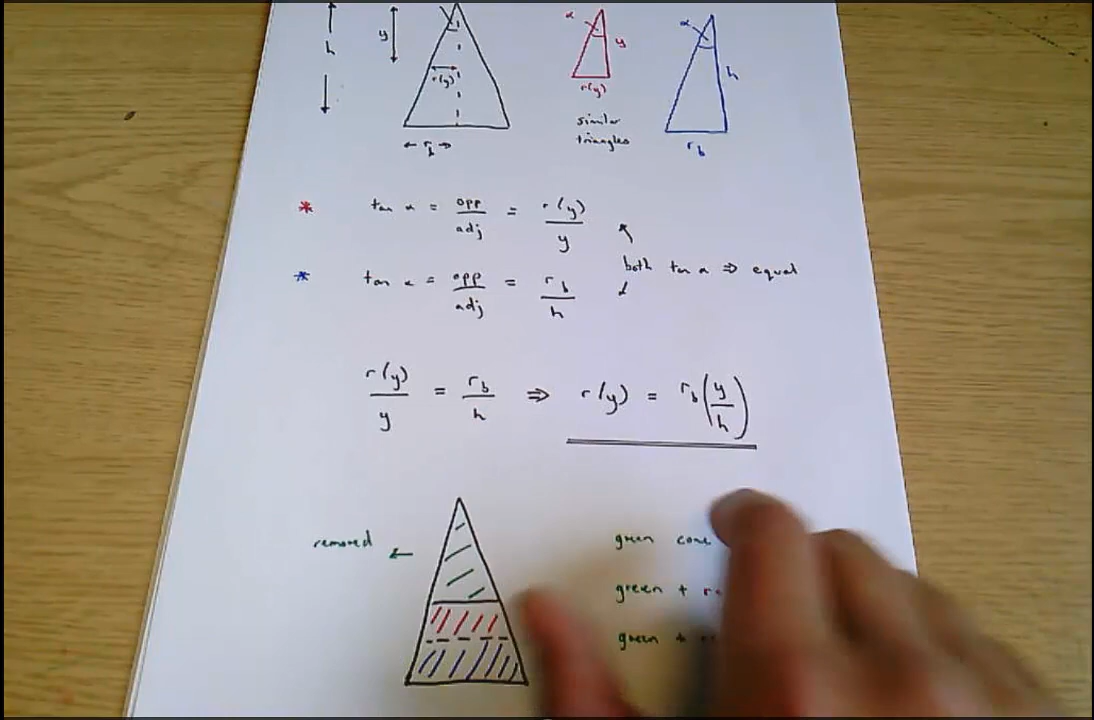 h
y
r(y)
r_b
α
y
r(y)
similar
triangles
α
h
r_b
* tan α = opp/adj = r(y)/y
both tan α ⇒ equal
* tan α = opp/adj = r_b/h
r(y)/y = r_b/h ⇒ r(y) = r_b(y/h)
removed ←
green cone
green +
green +